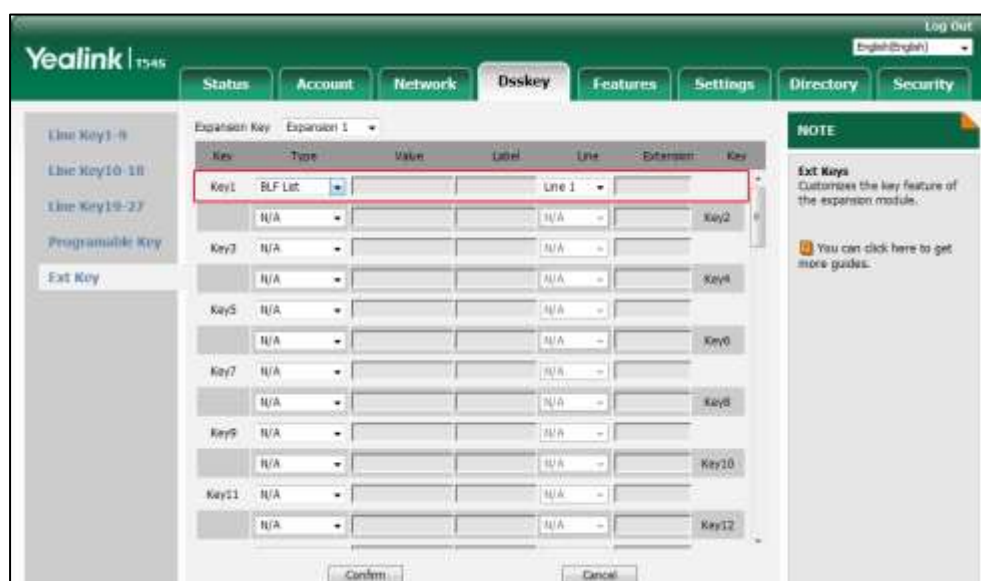 Log Out
Yealink T54S
English(English)
Status Account Network Dsskey Features Settings Directory Security
Line Key1-9
Line Key10-18
Line Key19-27
Programable Key
Ext Key
Expansion Key Expansion 1
Key Type Value Label Line Extension Key
Key1 BLF List Line 1
N/A N/A Key2
Key3 N/A N/A
N/A N/A Key4
Key5 N/A N/A
N/A N/A Key6
Key7 N/A N/A
N/A N/A Key8
Key9 N/A N/A
N/A N/A Key10
Key11 N/A N/A
N/A N/A Key12
Confirm Cancel
NOTE
Ext Keys
Customizes the key feature of
the expansion module.
You can click here to get
more guides.